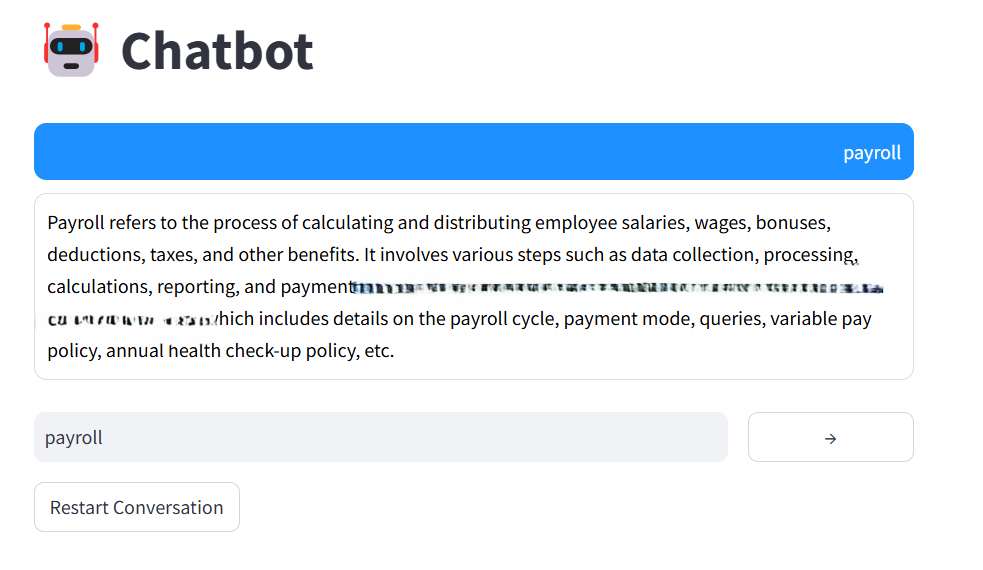 Chatbot
payroll
Payroll refers to the process of calculating and distributing employee salaries, wages, bonuses,
deductions, taxes, and other benefits. It involves various steps such as data collection, processing,
calculations, reporting, and payment
includes details on the payroll cycle, payment mode, queries, variable pay
policy, annual health check-up policy, etc.
payroll
→
Restart Conversation